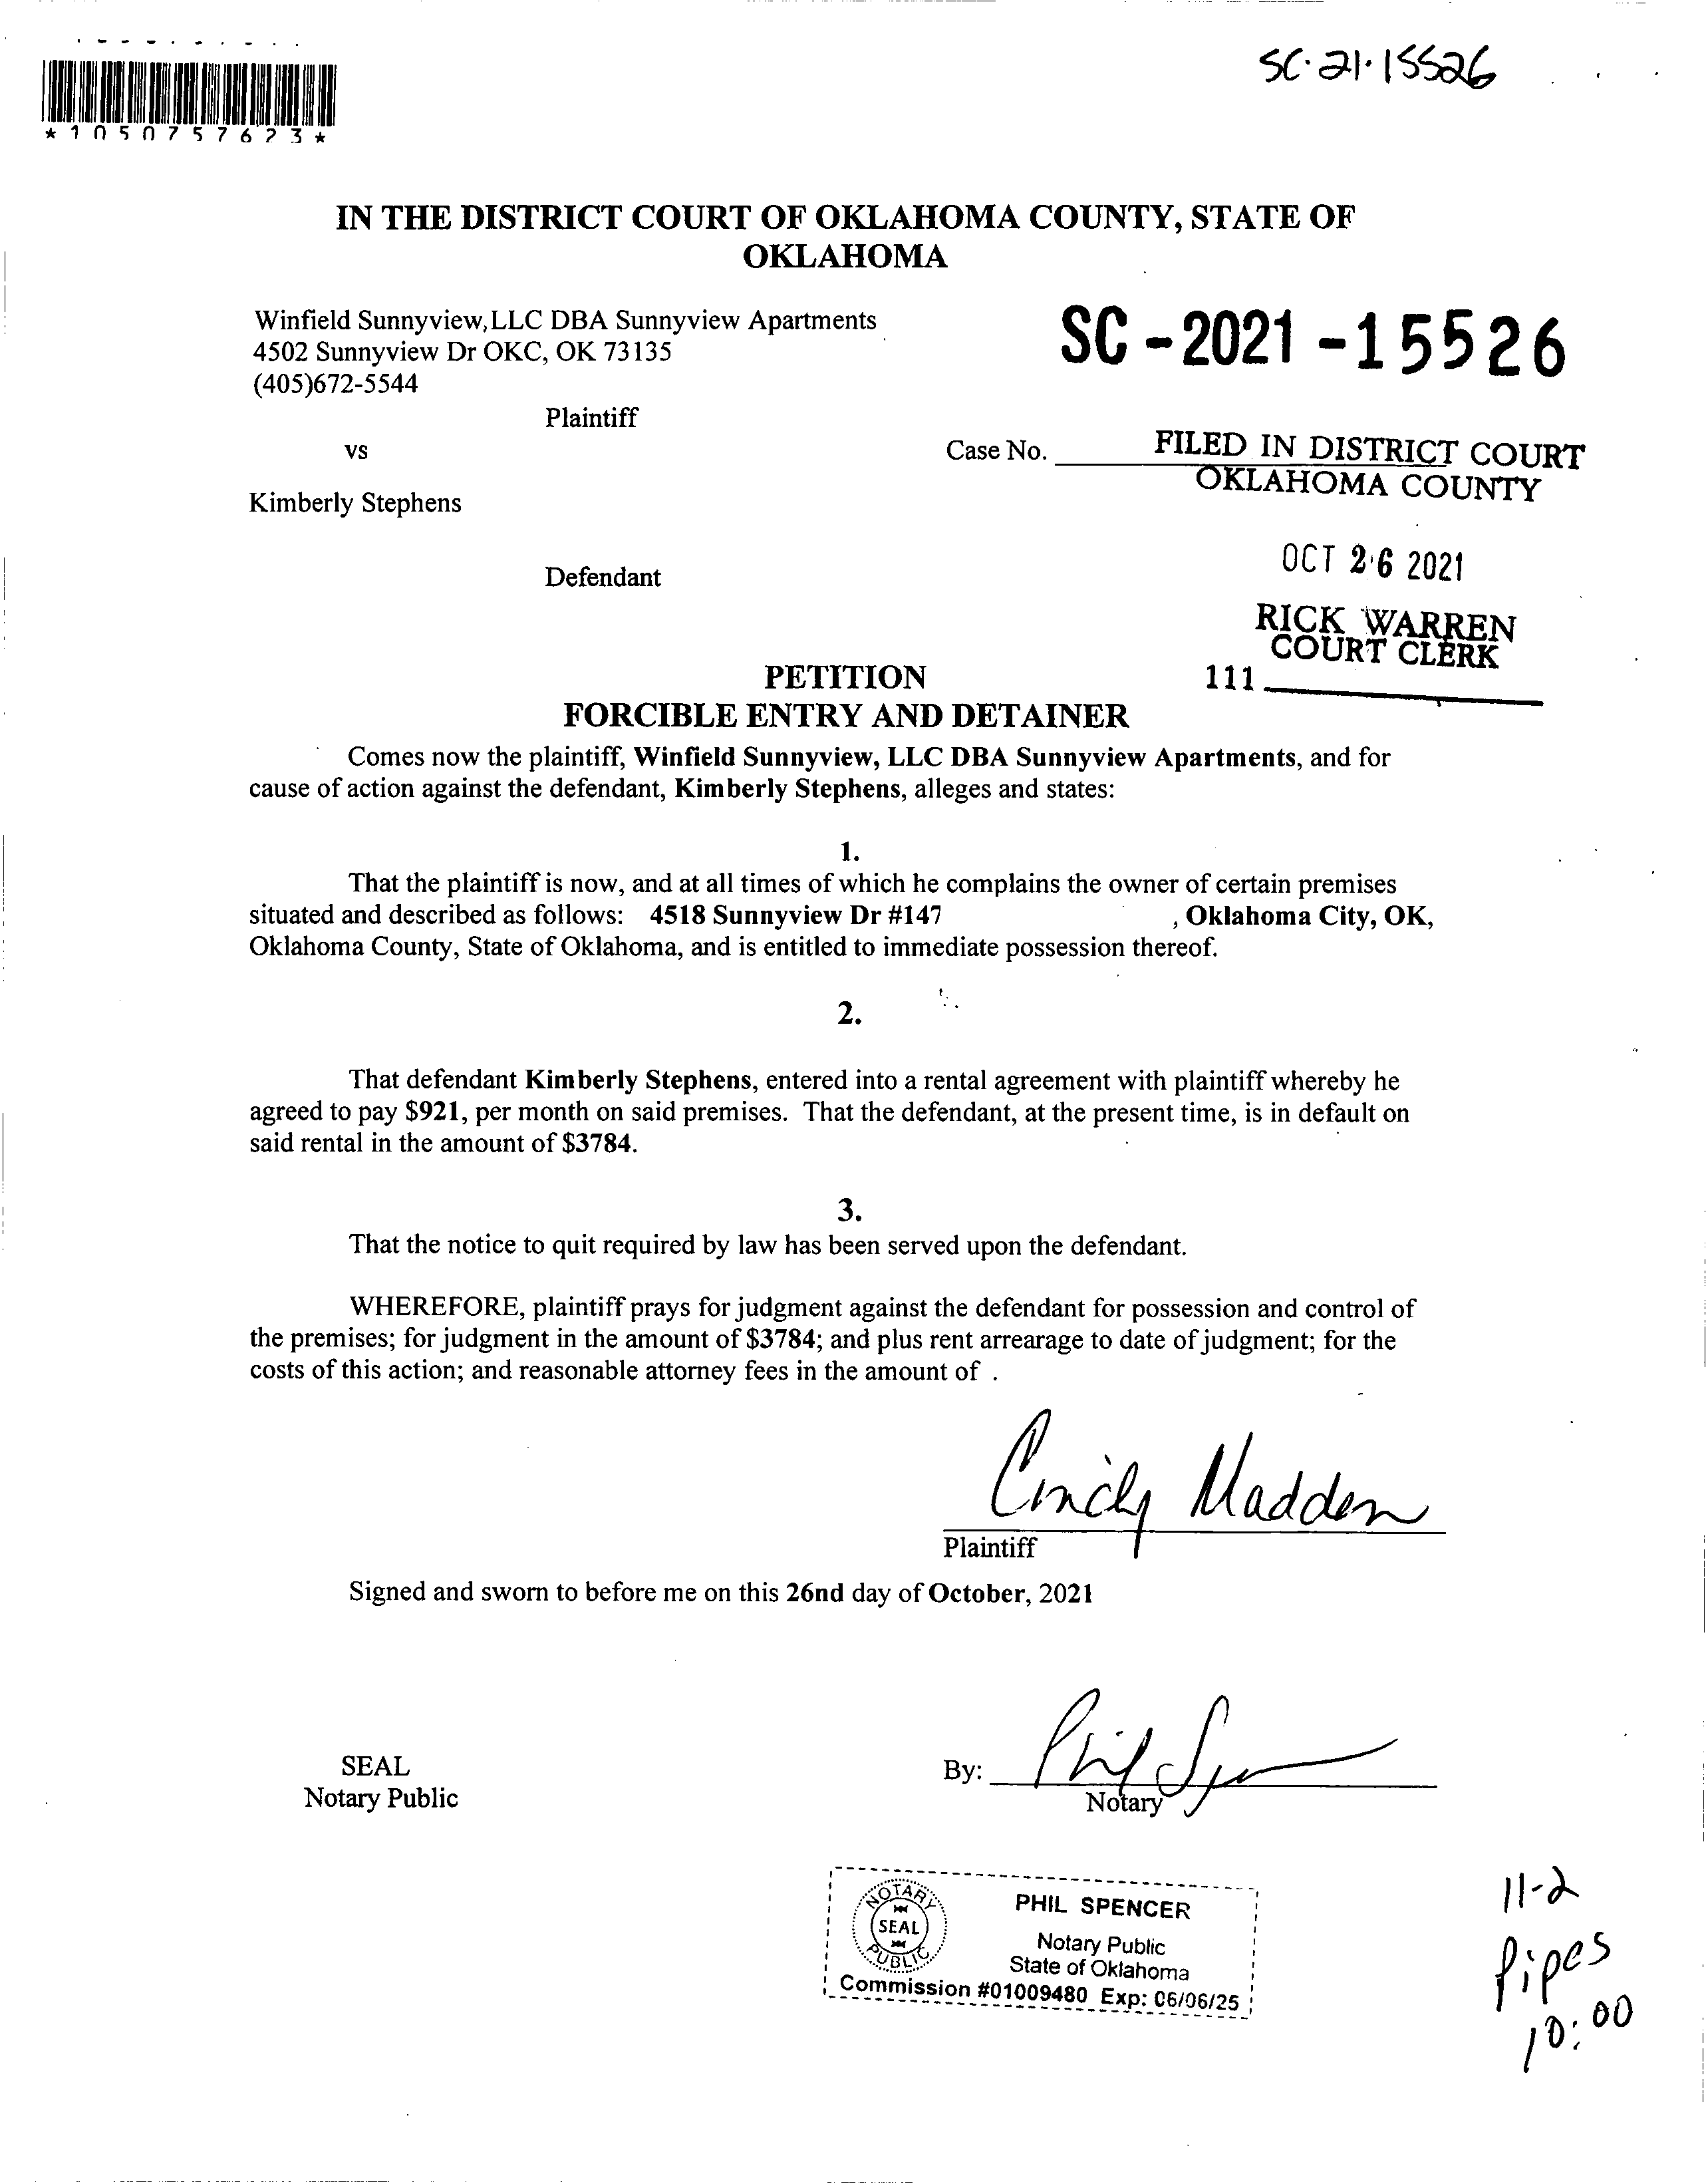 SC-21-15526
*1050757623*
IN THE DISTRICT COURT OF OKLAHOMA COUNTY, STATE OF
OKLAHOMA
Winfield Sunnyview, LLC DBA Sunnyview Apartments
4502 Sunnyview Dr OKC, OK 73135
(405)672-5544
Plaintiff
vs
Kimberly Stephens
Defendant
SC-2021-15526
Case No.
FILED IN DISTRICT COURT
OKLAHOMA COUNTY
OCT 26 2021
RICK WARREN
COURT CLERK
111
PETITION
FORCIBLE ENTRY AND DETAINER
Comes now the plaintiff, Winfield Sunnyview, LLC DBA Sunnyview Apartments, and for
cause of action against the defendant, Kimberly Stephens, alleges and states:
1.
That the plaintiff is now, and at all times of which he complains the owner of certain premises
situated and described as follows: 4518 Sunnyview Dr #147 , Oklahoma City, OK,
Oklahoma County, State of Oklahoma, and is entitled to immediate possession thereof.
2.
That defendant Kimberly Stephens, entered into a rental agreement with plaintiff whereby he
agreed to pay $921, per month on said premises. That the defendant, at the present time, is in default on
said rental in the amount of $3784.
3.
That the notice to quit required by law has been served upon the defendant.
WHEREFORE, plaintiff prays for judgment against the defendant for possession and control of
the premises; for judgment in the amount of $3784; and plus rent arrearage to date of judgment; for the
costs of this action; and reasonable attorney fees in the amount of .
Cindy Madden
Plaintiff
Signed and sworn to before me on this 26nd day of October, 2021
SEAL
Notary Public
By: Phil Spencer
Notary
NOTARY
SEAL
PUBLIC
PHIL SPENCER
Notary Public
State of Oklahoma
Commission #01009480 Exp: 06/06/25
11-2
Pipes
10:00